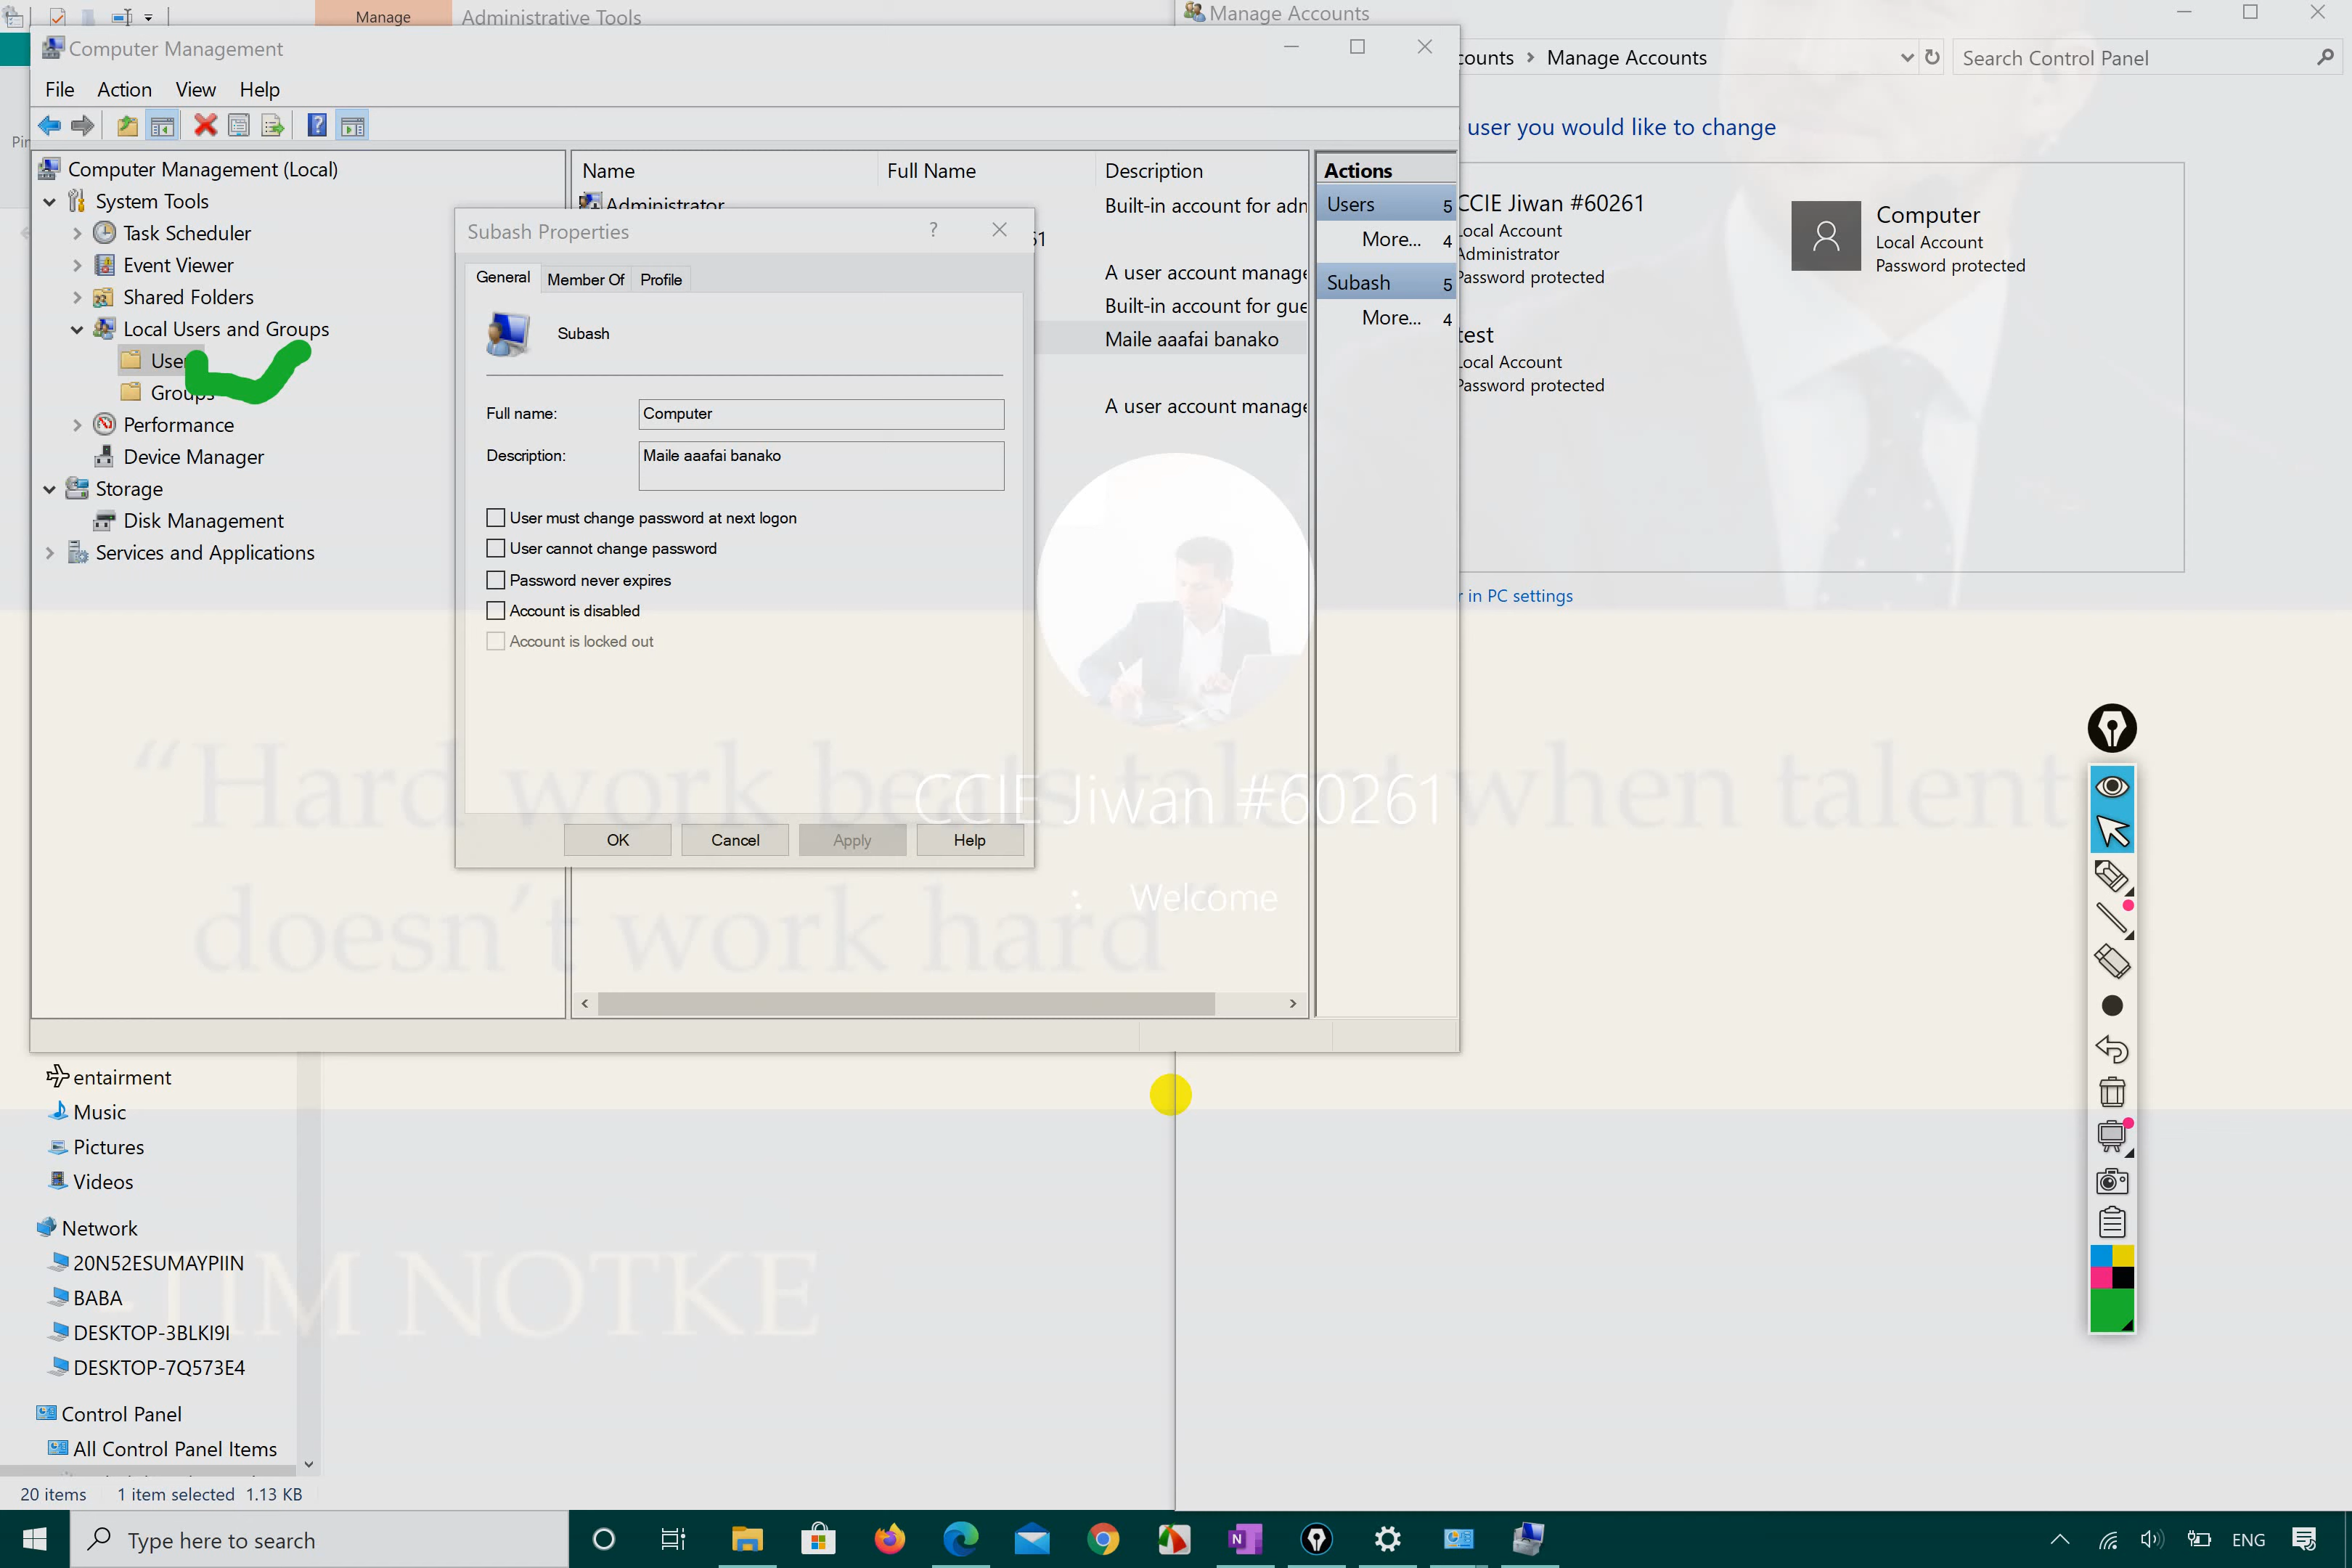 Manage
Administrative Tools
Manage Accounts
Computer Management
counts
Manage Accounts
Search Control Panel
File
Action
View
Help
user you would like to change
Computer Management (Local)
System Tools
Task Scheduler
Event Viewer
Shared Folders
Local Users and Groups
Performance
Device Manager
Storage
Disk Management
Services and Applications
Name
Full Name
Description
Administrator
Built-in account for adn
61
A user account manage
Built-in account for gue
Maile aaafai banako
A user account manage
Actions
Users
More...
Subash
More...
CCIE Jiwan #60261
Local Account
Administrator
Password protected
Computer
Local Account
Password protected
test
Local Account
Password protected
r in PC settings
Subash Properties
?
General
Member Of
Profile
Subash
Full name:
Computer
Description:
Maile aaafai banako
User must change password at next logon
User cannot change password
Password never expires
Account is disabled
Account is locked out
OK
Cancel
Apply
Help
“Hard work beats talent when talent
doesn’t work hard
TIM NOTKE
CCIE Jiwan #60261
Welcome
entairment
Music
Pictures
Videos
Network
20N52ESUMAYPIIN
BABA
DESKTOP-3BLKI9I
DESKTOP-7Q573E4
Control Panel
All Control Panel Items
20 items
1 item selected 1.13 KB
Type here to search
ENG